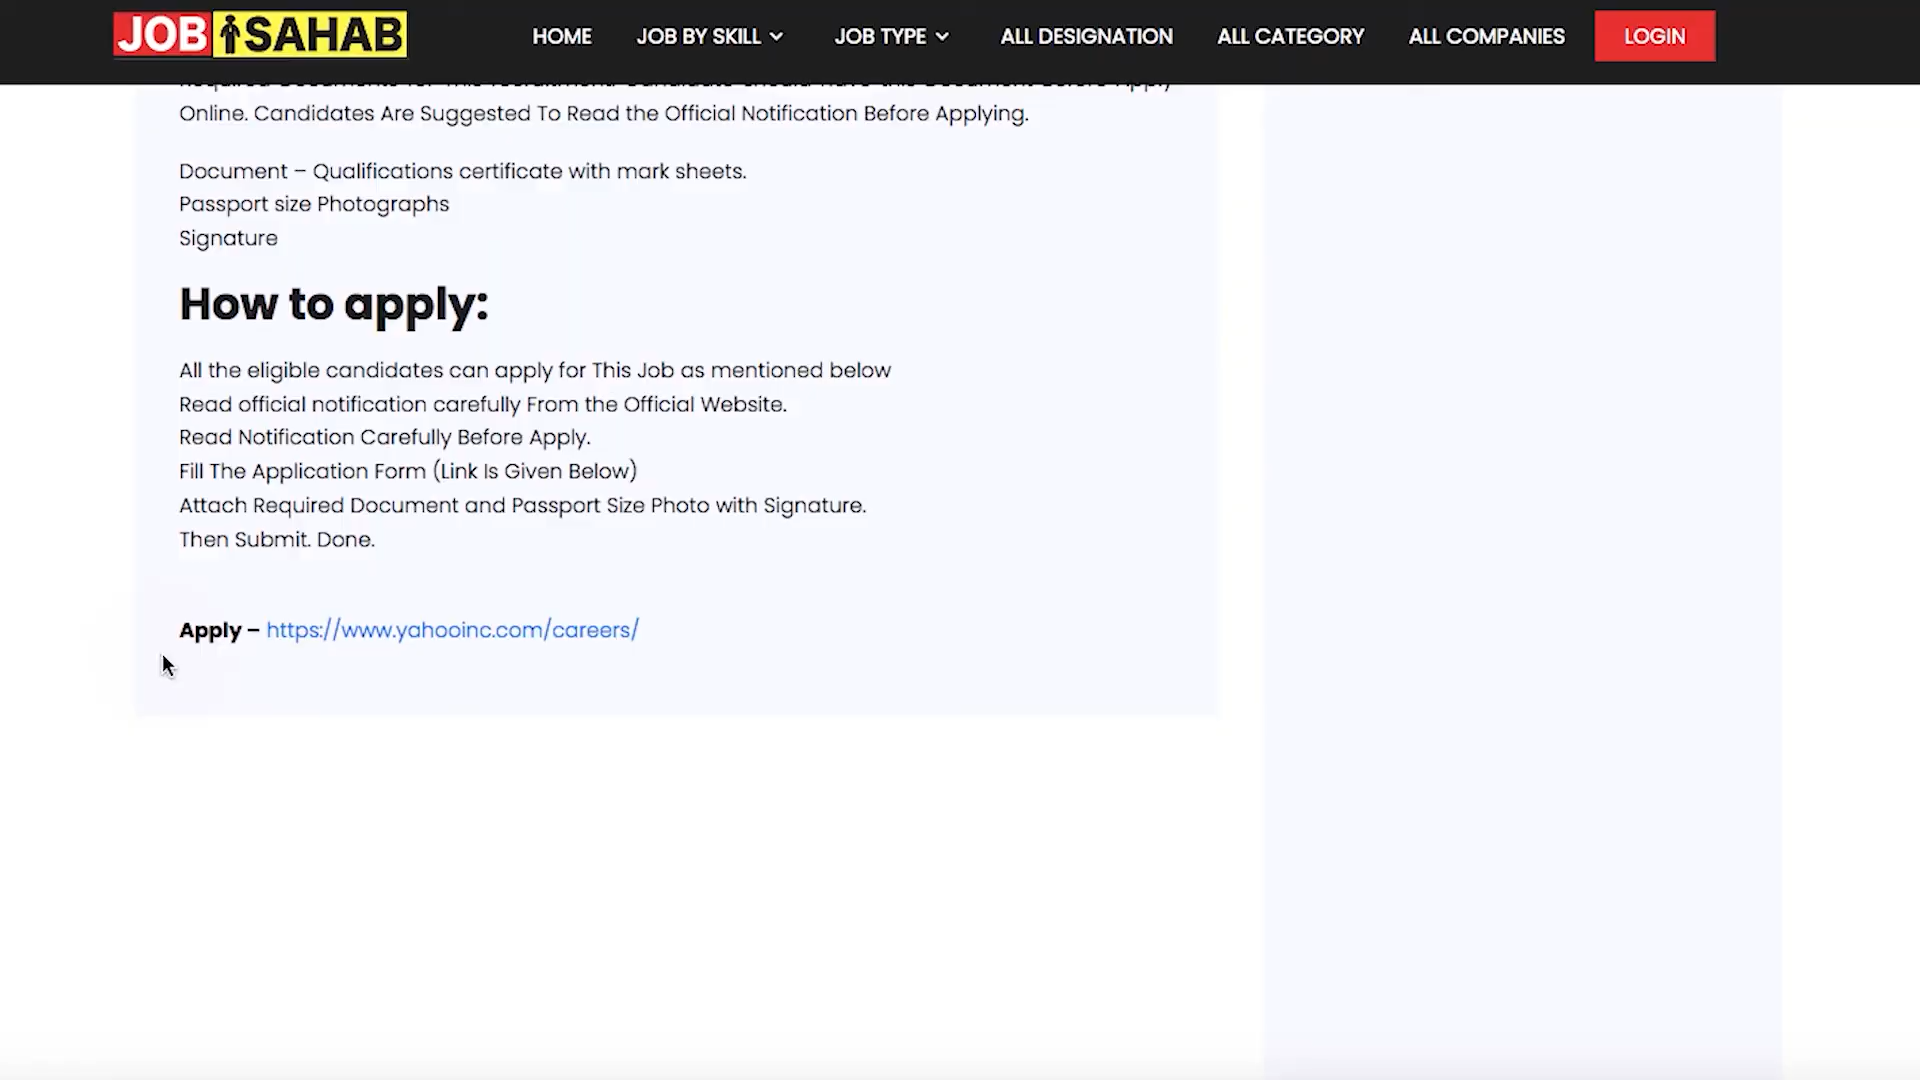 JOB SAHAB
HOME JOB BY SKILL JOB TYPE ALL DESIGNATION ALL CATEGORY ALL COMPANIES LOGIN
Online. Candidates Are Suggested To Read the Official Notification Before Applying.
Document – Qualifications certificate with mark sheets.
Passport size Photographs
Signature
How to apply:
All the eligible candidates can apply for This Job as mentioned below
Read official notification carefully From the Official Website.
Read Notification Carefully Before Apply.
Fill The Application Form (Link Is Given Below)
Attach Required Document and Passport Size Photo with Signature.
Then Submit. Done.
Apply – https://www.yahooinc.com/careers/